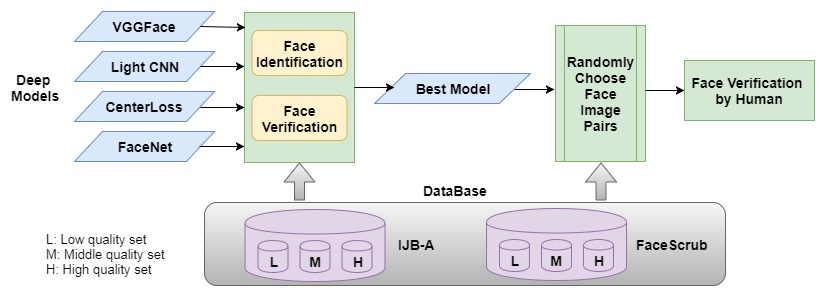 VGGFace
Light CNN
CenterLoss
FaceNet
Deep
Models
Face
Identification
Face
Verification
Best Model
Randomly
Choose
Face
Image
Pairs
Face Verification
by Human
DataBase
IJB-A
L M H
FaceScrub
L M H
L: Low quality set
M: Middle quality set
H: High quality set